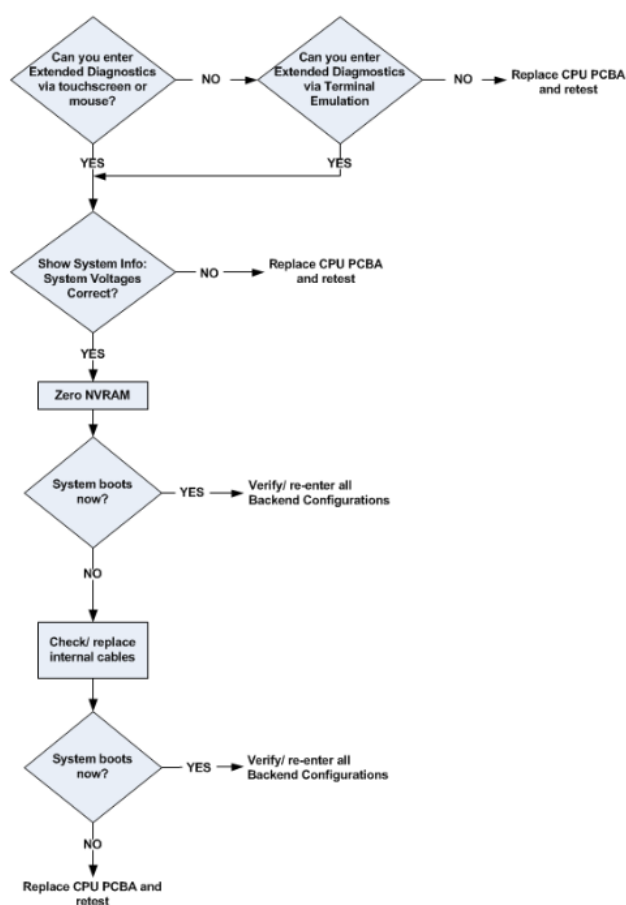 Can you enter
Extended Diagnostics
via touchscreen or
mouse?
NO
Can you enter
Extended Diagnostics
via Terminal
Emulation
NO
Replace CPU PCBA
and retest
YES
YES
Show System Info:
System Voltages
Correct?
NO
Replace CPU PCBA
and retest
YES
Zero NVRAM
System boots
now?
YES
Verify/ re-enter all
Backend Configurations
NO
Check/ replace
internal cables
System boots
now?
YES
Verify/ re-enter all
Backend Configurations
NO
Replace CPU PCBA and
retest